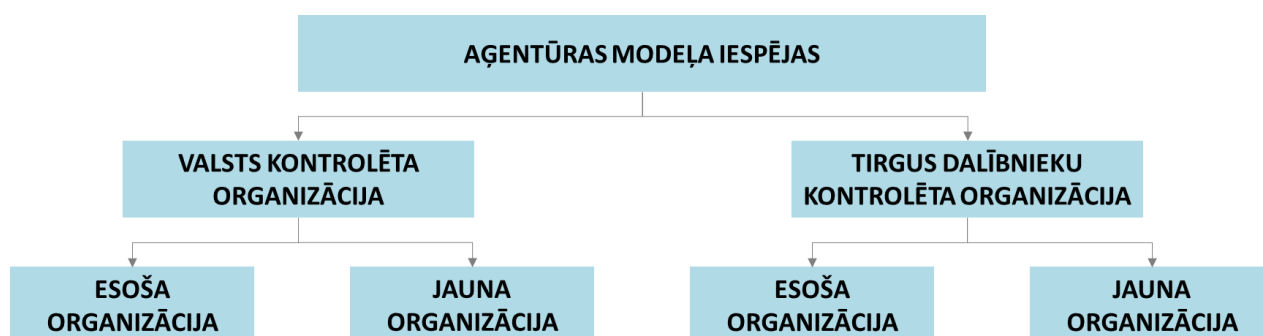 AĢENTŪRAS MODEĻA IESPĒJAS
VALSTS KONTROLĒTA
ORGANIZĀCIJA
TIRGUS DALĪBNIEKU
KONTROLĒTA ORGANIZĀCIJA
ESOŠA
ORGANIZĀCIJA
JAUNA
ORGANIZĀCIJA
ESOŠA
ORGANIZĀCIJA
JAUNA
ORGANIZĀCIJA